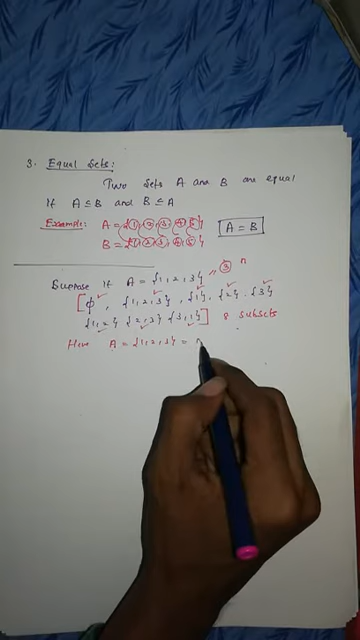 3. Equal Sets:
Two sets A and B are equal
If A ⊆ B and B ⊆ A
Example: A = {1, 2, 3, 4, 5} A = B
B = {1, 2, 3, 4, 5}
Suppose if A = {1, 2, 3} 3 n
[ϕ, {1, 2, 3}, {1}, {2}, {3}
{1, 2} {2, 3} {3, 1}] 8 subsets
Here A = {1, 2, 3} =